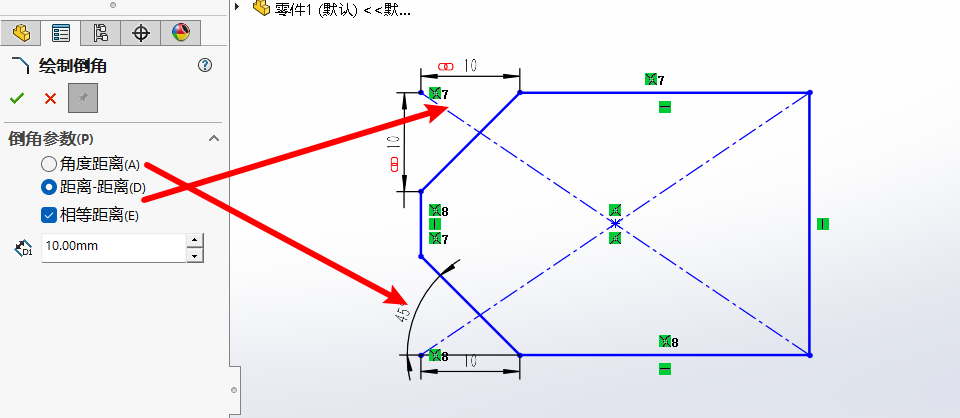 零件1 (默认) <<默...
绘制倒角
倒角参数(P)
角度距离(A)
距离-距离(D)
相等距离(E)
D1
10.00mm
10
7
7
10
8
7
45°
8
10
8